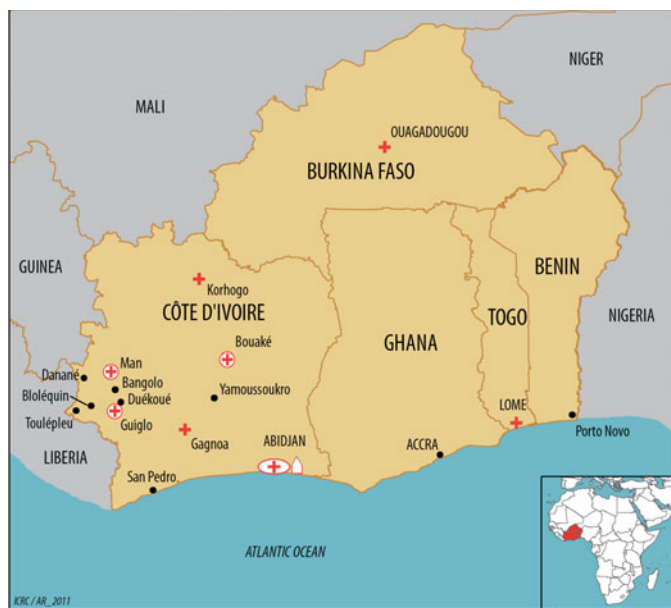 NIGER
MALI
OUAGADOUGOU
BURKINA FASO
GUINEA
BENIN
Korhogo
CÔTE D'IVOIRE
TOGO
NIGERIA
GHANA
Bouaké
Man
Danané
Bangolo
Bloléquin
Duékoué
Yamoussoukro
Toulépleu
Guiglo
LOME
Porto Novo
Gagnoa
ABIDJAN
ACCRA
LIBERIA
San Pedro
ATLANTIC OCEAN
ICRC / AR_2011